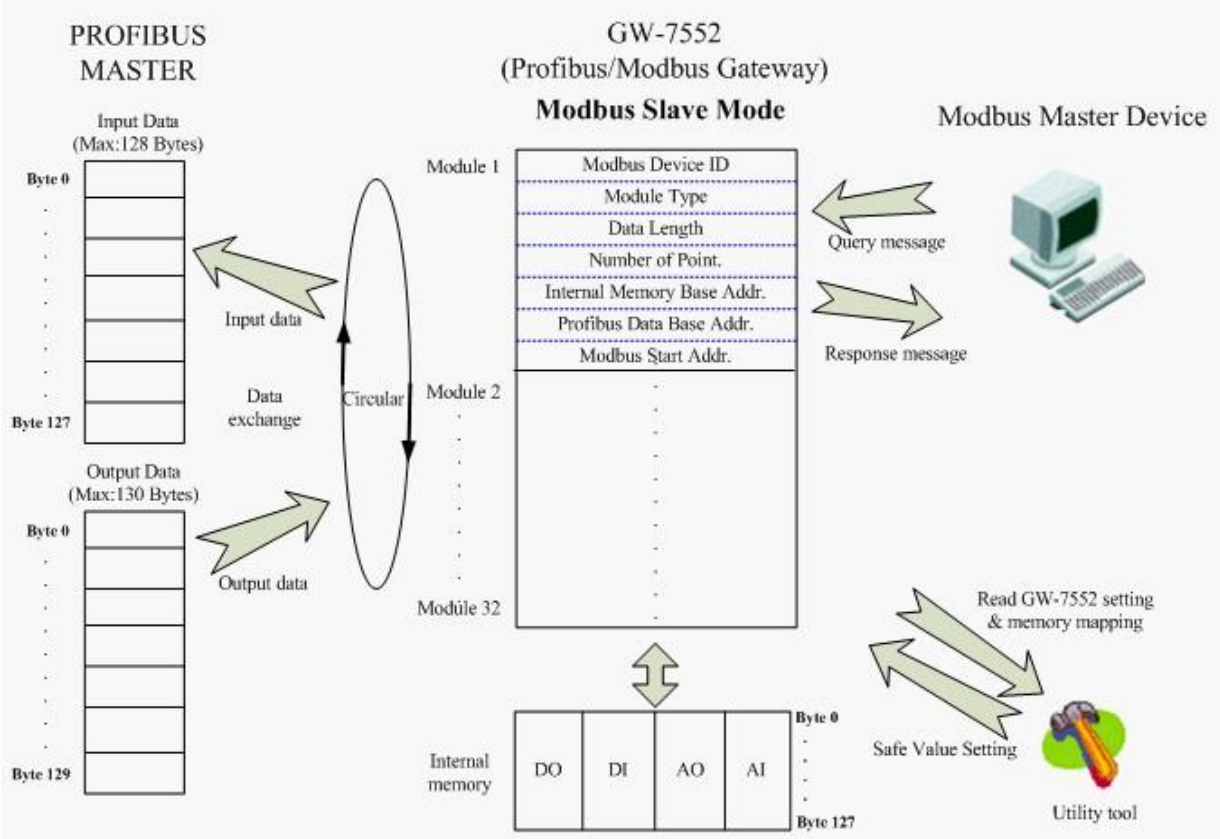 PROFIBUS
MASTER
Input Data
(Max:128 Bytes)
Byte 0
Byte 127
Input data
Data
exchange
Circular
Output Data
(Max:130 Bytes)
Byte 0
Byte 129
Output data
GW-7552
(Profibus/Modbus Gateway)
Modbus Slave Mode
Module 1
Modbus Device ID
Module Type
Data Length
Number of Point.
Internal Memory Base Addr.
Profibus Data Base Addr.
Modbus Start Addr.
Module 2
Module 32
Internal
memory
DO
DI
AO
AI
Byte 0
Byte 127
Modbus Master Device
Query message
Response message
Read GW-7552 setting
& memory mapping
Safe Value Setting
Utility tool